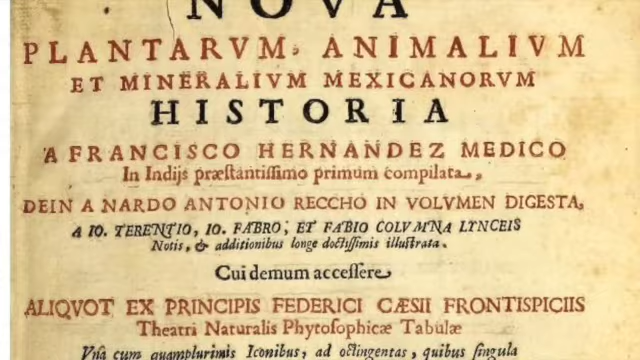 NOVA
PLANTARVM, ANIMALIVM
ET MINERALIVM MEXICANORVM
HISTORIA
A FRANCISCO HERNANDEZ MEDICO
In Indijs præstantissimo primum compilata,
DEIN A NARDO ANTONIO RECCHO IN VOLVMEN DIGESTA,
A IO. TERENTIO, IO. FABRO, ET FABIO COLVMNA LYNCEIS
Notis, & additionibus longe doctissimis illustrata.
Cui demum accessere
ALIQVOT EX PRINCIPIS FEDERICI CÆSII FRONTISPICIIS
Theatri Naturalis Phytosophicæ Tabulæ
Vna cum quamplurimis Iconibus, ad octingentas, quibus singula